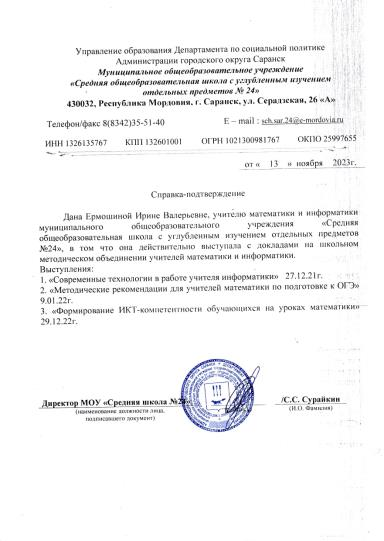 Управление образования Департамента по социальной политике
Администрации городского округа Саранск
Муниципальное общеобразовательное учреждение
«Средняя общеобразовательная школа с углубленным изучением
отдельных предметов № 24»
430032, Республика Мордовия, г. Саранск, ул. Серадзская, 26 «А»
Телефон/факс 8(8342)35-51-40 E – mail : sch.sar.24@e-mordovia.ru
ИНН 1326135767 КПП 132601001 ОГРН 1021300981767 ОКПО 25997655
от « 13 » ноября 2023г.
Справка-подтверждение
Дана Ермошиной Ирине Валерьевне, учителю математики и информатики
муниципального общеобразовательного учреждения «Средняя
общеобразовательная школа с углубленным изучением отдельных предметов
№24», в том что она действительно выступала с докладами на школьном
методическом объединении учителей математики и информатики.
Выступления:
1. «Современные технологии в работе учителя информатики» 27.12.21г.
2. «Методические рекомендации для учителей математики по подготовке к ОГЭ»
9.01.22г.
3. «Формирование ИКТ-компетентности обучающихся на уроках математики»
29.12.22г.
Директор МОУ «Средняя школа №24» /С.С. Сурайкин
(наименование должности лица, (И.О. Фамилия)
подписавшего документ)